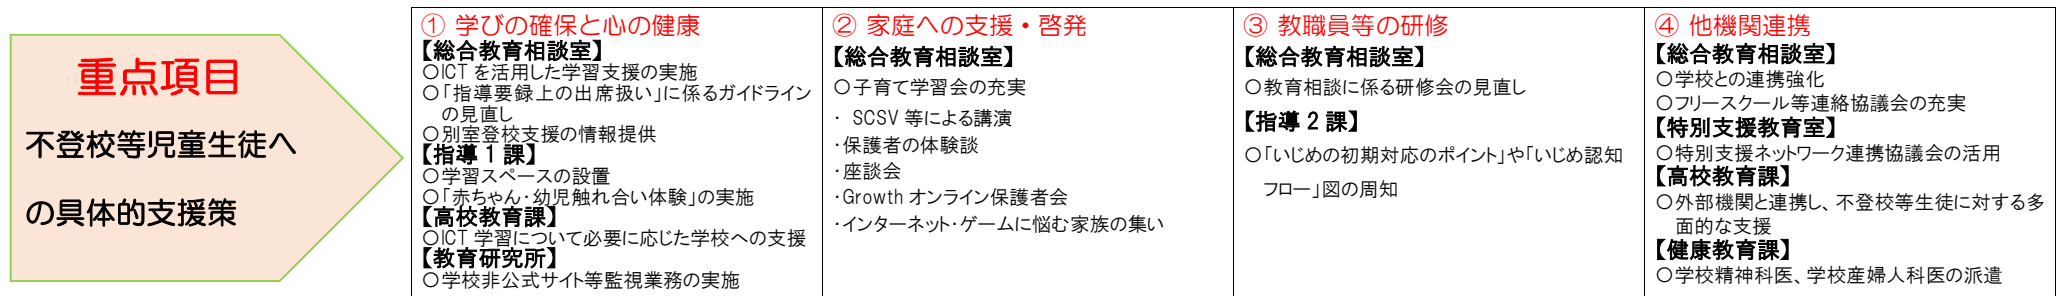 重点項目
不登校等児童生徒へ
の具体的支援策
① 学びの確保と心の健康
【総合教育相談室】
○ICT を活用した学習支援の実施
○「指導要録上の出席扱い」に係るガイドライン
の見直し
○別室登校支援の情報提供
【指導 1 課】
○学習スペースの設置
○「赤ちゃん・幼児触れ合い体験」の実施
【高校教育課】
○ICT 学習について必要に応じた学校への支援
【教育研究所】
○学校非公式サイト等監視業務の実施
② 家庭への支援・啓発
【総合教育相談室】
○子育て学習会の充実
・ SCSV 等による講演
・保護者の体験談
・座談会
・Growth オンライン保護者会
・インターネット・ゲームに悩む家族の集い
③ 教職員等の研修
【総合教育相談室】
○教育相談に係る研修会の見直し
【指導 2 課】
○「いじめの初期対応のポイント」や「いじめ認知
フロー」図の周知
④ 他機関連携
【総合教育相談室】
○学校との連携強化
○フリースクール等連絡協議会の充実
【特別支援教育室】
○特別支援ネットワーク連携協議会の活用
【高校教育課】
○外部機関と連携し、不登校等生徒に対する多
面的な支援
【健康教育課】
○学校精神科医、学校産婦人科医の派遣